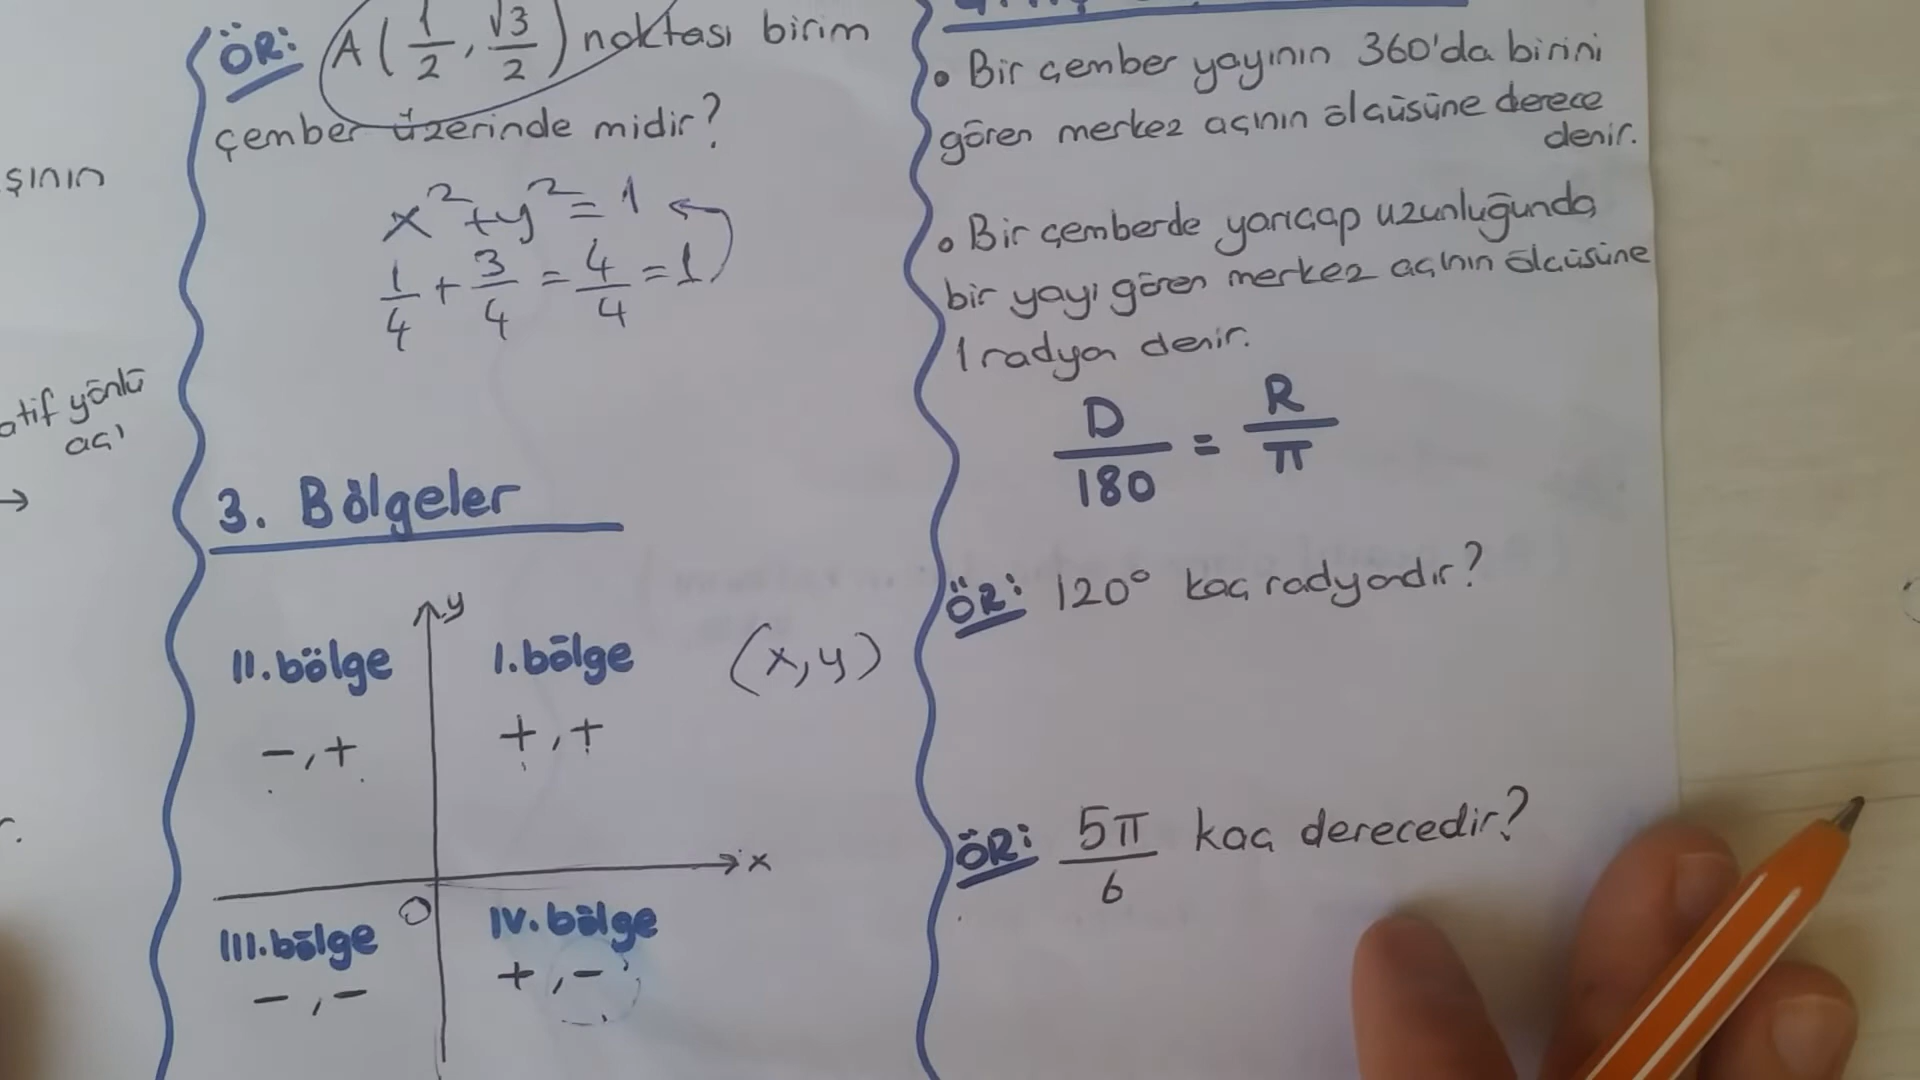 şının
atif yönlü
açı
→
r.
ÖR: A(1/2, √3/2) noktası birim
çember üzerinde midir?
x²+y²=1
1/4 + 3/4 = 4/4 = 1
3. Bölgeler
y
II.bölge
I.bölge
(x,y)
-,+
+,+
x
O
III.bölge
IV.bölge
-,-
+,-
• Bir çember yayının 360'da birini
gören merkez açının ölçüsüne derece
denir.
• Bir çemberde yarıçap uzunluğunda
bir yayı gören merkez açının ölçüsüne
1 radyan denir.
D/180 = R/π
ÖR: 120° kaç radyandır?
ÖR: 5π/6 kaç derecedir?